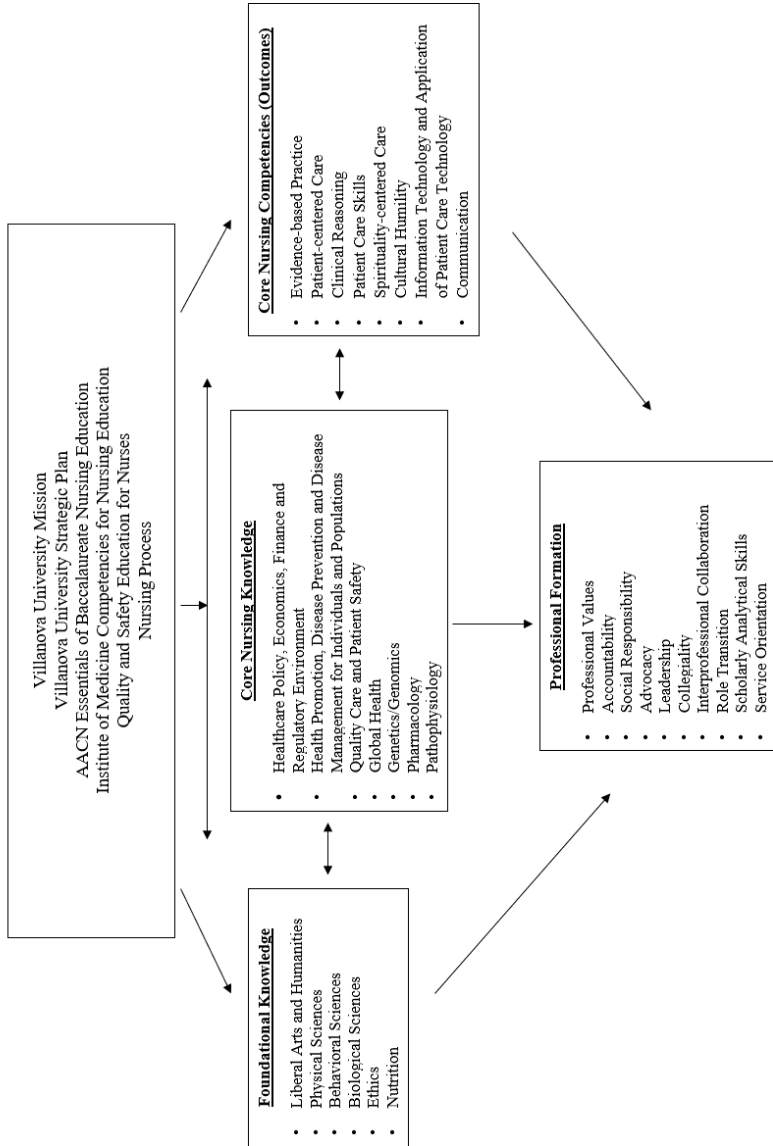 Villanova University Mission
Villanova University Strategic Plan
AACN Essentials of Baccalaureate Nursing Education
Institute of Medicine Competencies for Nursing Education
Quality and Safety Education for Nurses
Nursing Process
Foundational Knowledge
• Liberal Arts and Humanities
• Physical Sciences
• Behavioral Sciences
• Biological Sciences
• Ethics
• Nutrition
Core Nursing Knowledge
• Healthcare Policy, Economics, Finance and
Regulatory Environment
• Health Promotion, Disease Prevention and Disease
Management for Individuals and Populations
• Quality Care and Patient Safety
• Global Health
• Genetics/Genomics
• Pharmacology
• Pathophysiology
Core Nursing Competencies (Outcomes)
• Evidence-based Practice
• Patient-centered Care
• Clinical Reasoning
• Patient Care Skills
• Spirituality-centered Care
• Cultural Humility
• Information Technology and Application
of Patient Care Technology
• Communication
Professional Formation
• Professional Values
• Accountability
• Social Responsibility
• Advocacy
• Leadership
• Collegiality
• Interprofessional Collaboration
• Role Transition
• Scholarly Analytical Skills
• Service Orientation